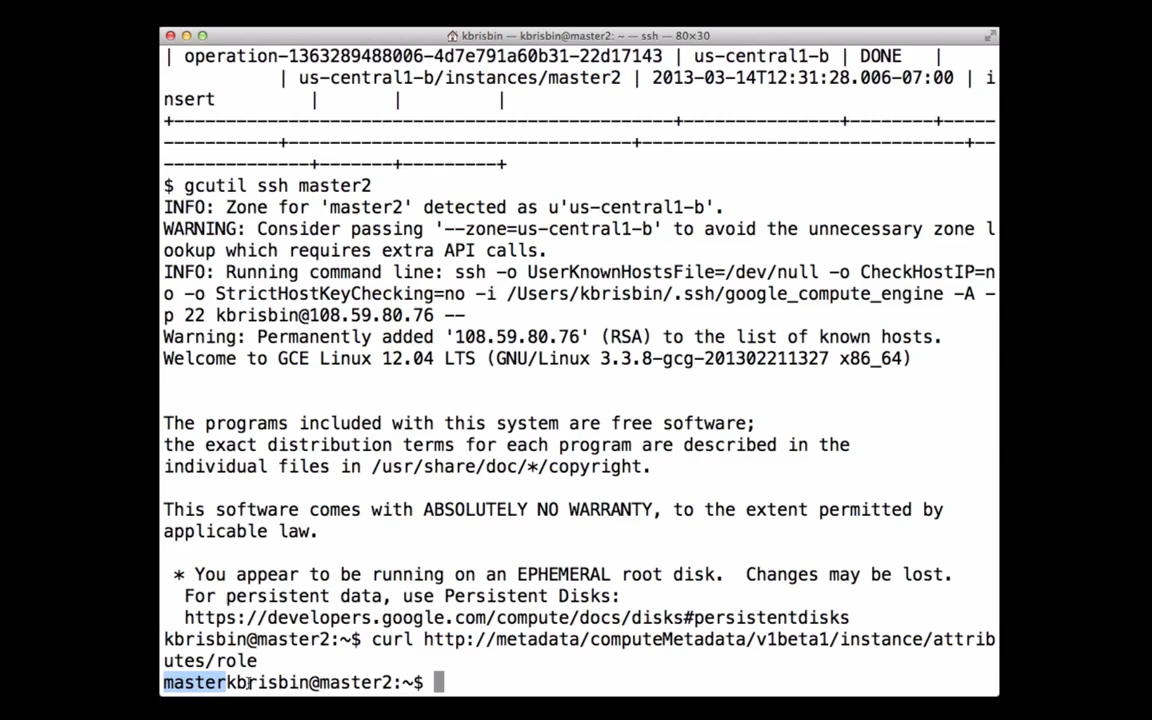 kbrisbin — kbrisbin@master2: ~ — ssh — 80×30
| operation-1363289488006-4d7e791a60b31-22d17143 | us-central1-b | DONE   |
| us-central1-b/instances/master2 | 2013-03-14T12:31:28.006-07:00 | i
nsert         |       |         |
+-------------------------------------------------+---------------+--------+-----
-----------+---------------------------------+-------------------------------+--
--------------+-------+---------+
$ gcutil ssh master2
INFO: Zone for 'master2' detected as u'us-central1-b'.
WARNING: Consider passing '--zone=us-central1-b' to avoid the unnecessary zone l
ookup which requires extra API calls.
INFO: Running command line: ssh -o UserKnownHostsFile=/dev/null -o CheckHostIP=n
o -o StrictHostKeyChecking=no -i /Users/kbrisbin/.ssh/google_compute_engine -A -
p 22 kbrisbin@108.59.80.76 --
Warning: Permanently added '108.59.80.76' (RSA) to the list of known hosts.
Welcome to GCE Linux 12.04 LTS (GNU/Linux 3.3.8-gcg-201302211327 x86_64)
The programs included with this system are free software;
the exact distribution terms for each program are described in the
individual files in /usr/share/doc/*/copyright.
This software comes with ABSOLUTELY NO WARRANTY, to the extent permitted by
applicable law.
* You appear to be running on an EPHEMERAL root disk.  Changes may be lost.
For persistent data, use Persistent Disks:
https://developers.google.com/compute/docs/disks#persistentdisks
kbrisbin@master2:~$ curl http://metadata/computeMetadata/v1beta1/instance/attrib
utes/role
masterkbrisbin@master2:~$